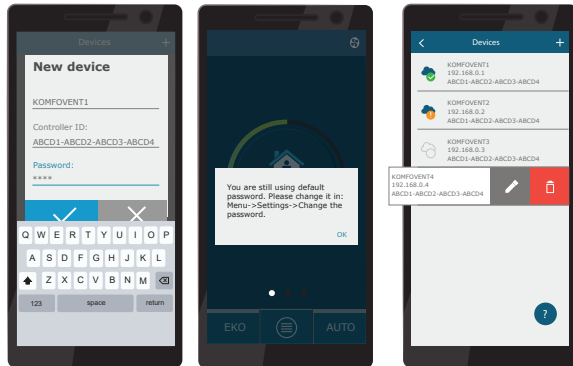 Devices
+
New device
KOMFOVENT1
Controller ID:
ABCD1-ABCD2-ABCD3-ABCD4
Password:
****
Q W E R T Y U I O P
A S D F G H J K L
Z X C V B N M
123 space return
You are still using default
password. Please change it in:
Menu->Settings->Change the
password.
OK
EKO AUTO
Devices
+
KOMFOVENT1
192.168.0.1
ABCD1-ABCD2-ABCD3-ABCD4
KOMFOVENT2
192.168.0.2
ABCD1-ABCD2-ABCD3-ABCD4
KOMFOVENT3
192.168.0.3
ABCD1-ABCD2-ABCD3-ABCD4
KOMFOVENT4
192.168.0.4
ABCD1-ABCD2-ABCD3-ABCD4
?